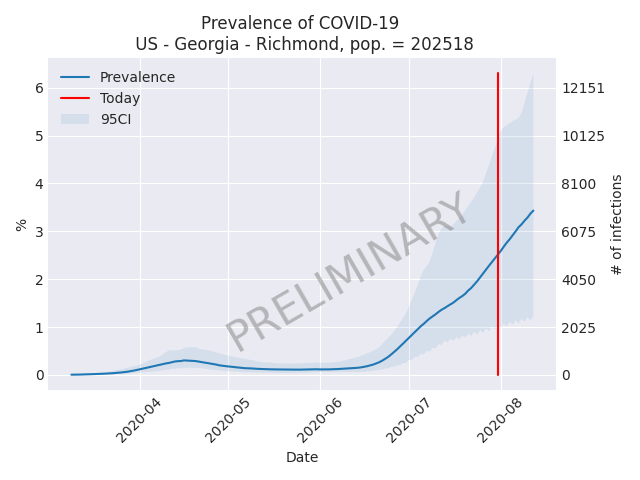 Prevalence of COVID-19
US - Georgia - Richmond, pop. = 202518
Prevalence
Today
95CI
6
5
4
3
2
1
0
%
12151
10125
8100
6075
4050
2025
0
# of infections
PRELIMINARY
2020-04
2020-05
2020-06
2020-07
2020-08
Date